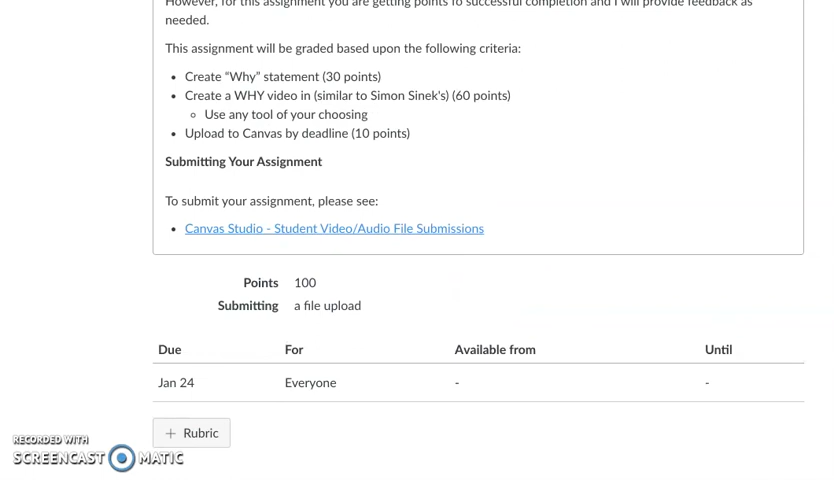 However, for this assignment you are getting points fo successful completion and I will provide feedback as
needed.
This assignment will be graded based upon the following criteria:
• Create “Why” statement (30 points)
• Create a WHY video in (similar to Simon Sinek's) (60 points)
○ Use any tool of your choosing
• Upload to Canvas by deadline (10 points)
Submitting Your Assignment
To submit your assignment, please see:
• Canvas Studio - Student Video/Audio File Submissions
Points 100
Submitting a file upload
Due For Available from Until
Jan 24 Everyone - -
+ Rubric
RECORDED WITH
SCREENCAST MATIC